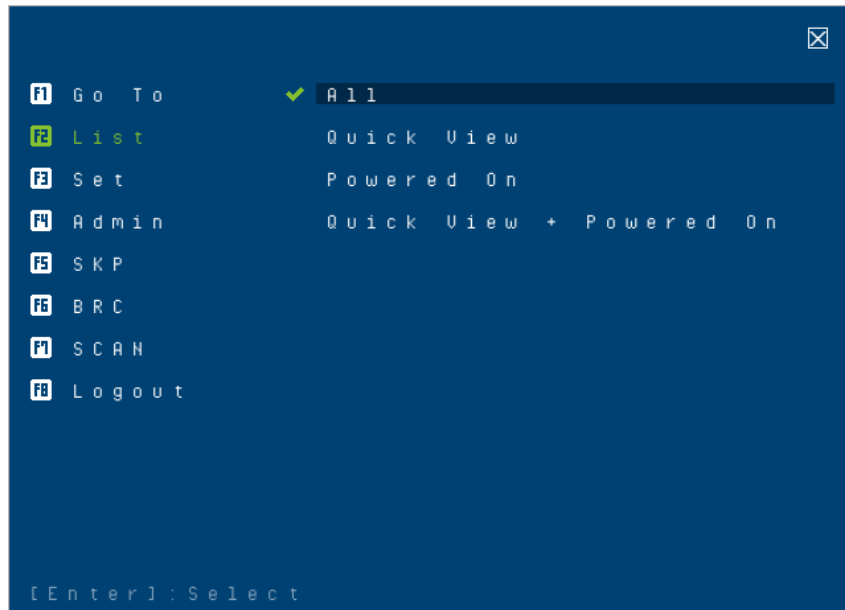 F1 Go To All
F2 List Quick View
F3 Set Powered On
F4 Admin Quick View + Powered On
F5 SKP
F6 BRC
F7 SCAN
F8 Logout
[Enter]:Select